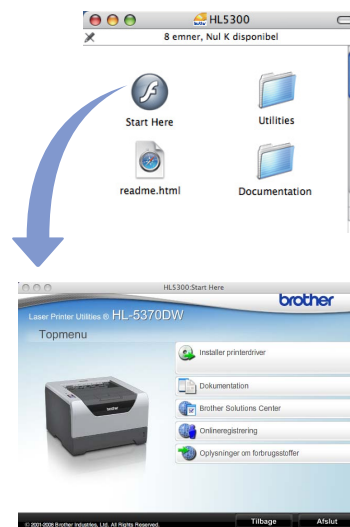 HL5300
8 emner, Nul K disponibel
Start Here
Utilities
readme.html
Documentation
HL5300:Start Here
brother
Laser Printer Utilities ® HL-5370DW
Topmenu
Installer printerdriver
Dokumentation
Brother Solutions Center
Onlineregistrering
Oplysninger om forbrugsstoffer
© 2001-2008 Brother Industries, Ltd. All Rights Reserved.
Tilbage
Afslut